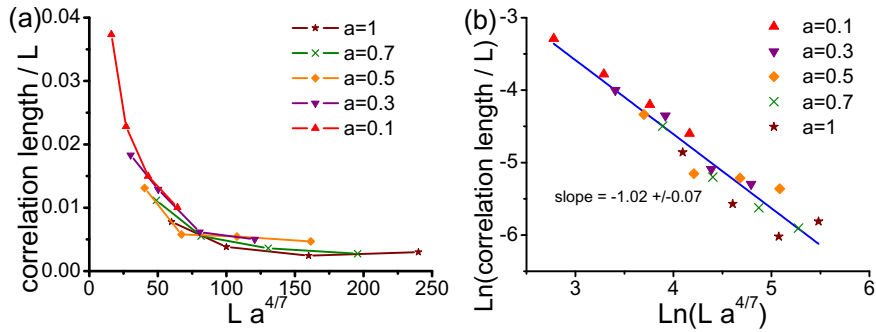 (a)
0.04
0.03
0.02
0.01
0.00
correlation length / L
0 50 100 150 200 250
L a^{4/7}
a=1
a=0.7
a=0.5
a=0.3
a=0.1
(b)
-3
-4
-5
-6
Ln(correlation length / L)
3 4 5 6
Ln(L a^{4/7})
a=0.1
a=0.3
a=0.5
a=0.7
a=1
slope = -1.02 +/-0.07